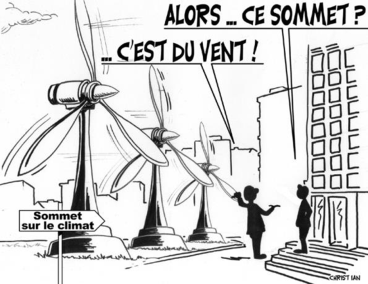 ALORS ... CE SOMMET ?
... C'EST DU VENT !
Sommet
sur le climat
CHRISTIAN